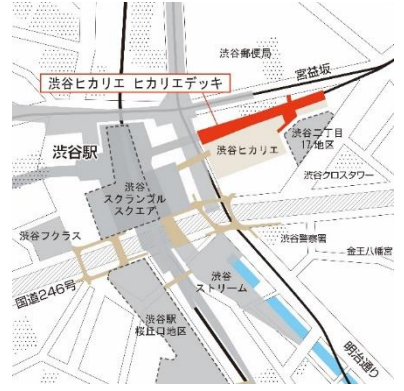 渋谷郵便局
宮益坂
渋谷ヒカリエ ヒカリエデッキ
渋谷駅
渋谷ヒカリエ
渋谷二丁目
17地区
渋谷クロスタワー
渋谷
スクランブル
スクエア
渋谷フクラス
渋谷警察署
金王八幡宮
国道246号
渋谷
ストリーム
渋谷駅
桜丘口地区
明治通り